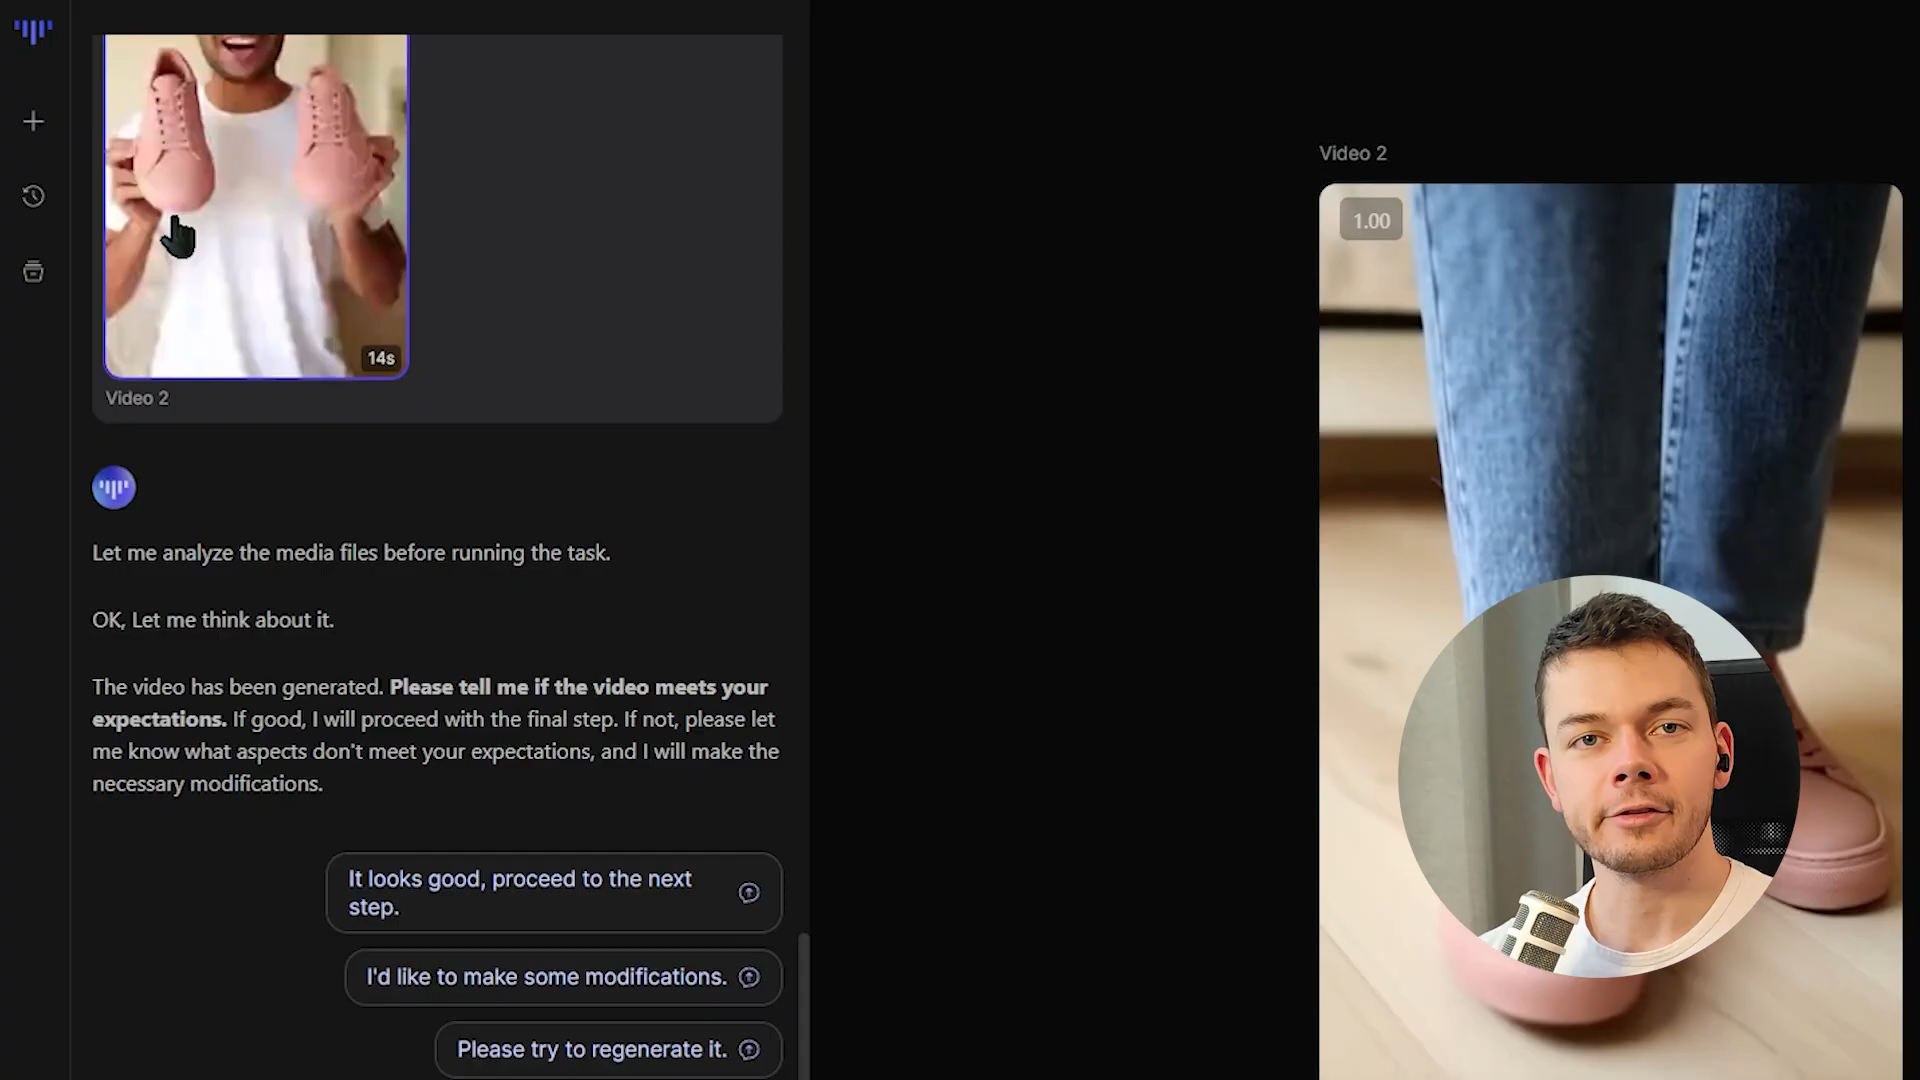 14s
Video 2
Let me analyze the media files before running the task.
OK, Let me think about it.
The video has been generated. Please tell me if the video meets your
expectations. If good, I will proceed with the final step. If not, please let
me know what aspects don't meet your expectations, and I will make the
necessary modifications.
It looks good, proceed to the next
step.
I'd like to make some modifications.
Please try to regenerate it.
Video 2
1.00